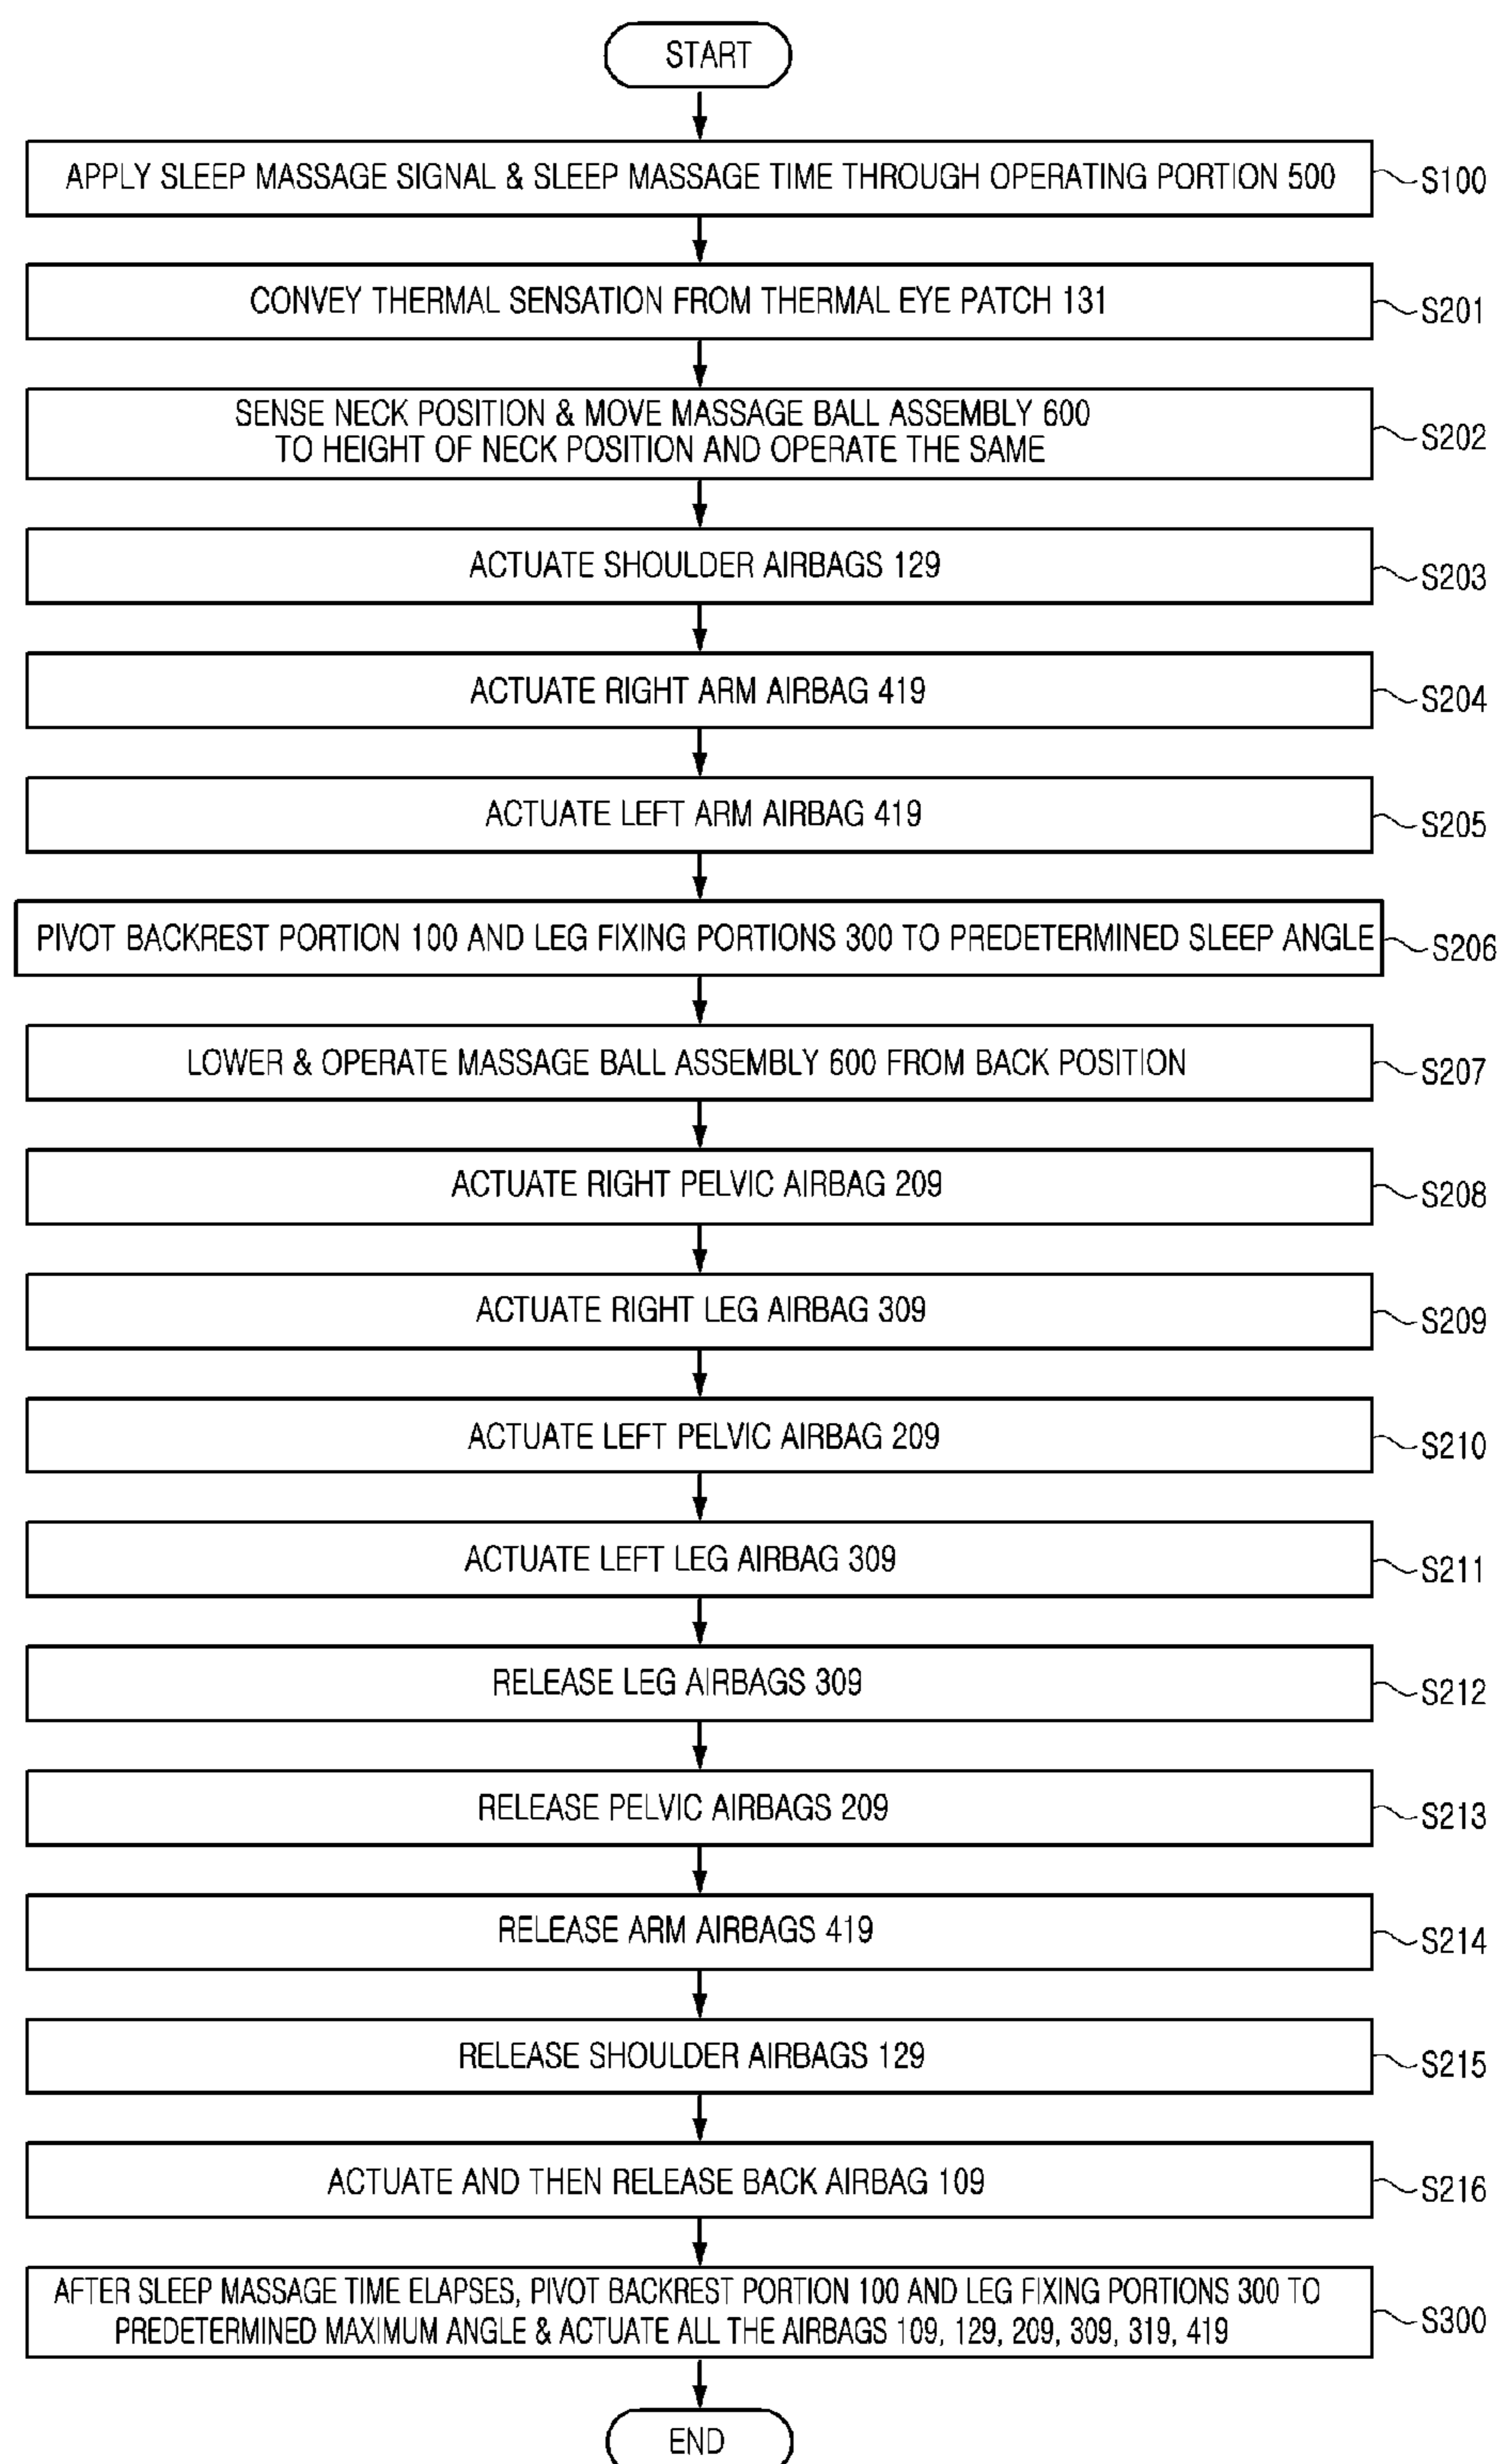 START
APPLY SLEEP MASSAGE SIGNAL & SLEEP MASSAGE TIME THROUGH OPERATING PORTION 500
S100
CONVEY THERMAL SENSATION FROM THERMAL EYE PATCH 131
S201
SENSE NECK POSITION & MOVE MASSAGE BALL ASSEMBLY 600
TO HEIGHT OF NECK POSITION AND OPERATE THE SAME
S202
ACTUATE SHOULDER AIRBAGS 129
S203
ACTUATE RIGHT ARM AIRBAG 419
S204
ACTUATE LEFT ARM AIRBAG 419
S205
PIVOT BACKREST PORTION 100 AND LEG FIXING PORTIONS 300 TO PREDETERMINED SLEEP ANGLE
S206
LOWER & OPERATE MASSAGE BALL ASSEMBLY 600 FROM BACK POSITION
S207
ACTUATE RIGHT PELVIC AIRBAG 209
S208
ACTUATE RIGHT LEG AIRBAG 309
S209
ACTUATE LEFT PELVIC AIRBAG 209
S210
ACTUATE LEFT LEG AIRBAG 309
S211
RELEASE LEG AIRBAGS 309
S212
RELEASE PELVIC AIRBAGS 209
S213
RELEASE ARM AIRBAGS 419
S214
RELEASE SHOULDER AIRBAGS 129
S215
ACTUATE AND THEN RELEASE BACK AIRBAG 109
S216
AFTER SLEEP MASSAGE TIME ELAPSES, PIVOT BACKREST PORTION 100 AND LEG FIXING PORTIONS 300 TO
PREDETERMINED MAXIMUM ANGLE & ACTUATE ALL THE AIRBAGS 109, 129, 209, 309, 319, 419
S300
END